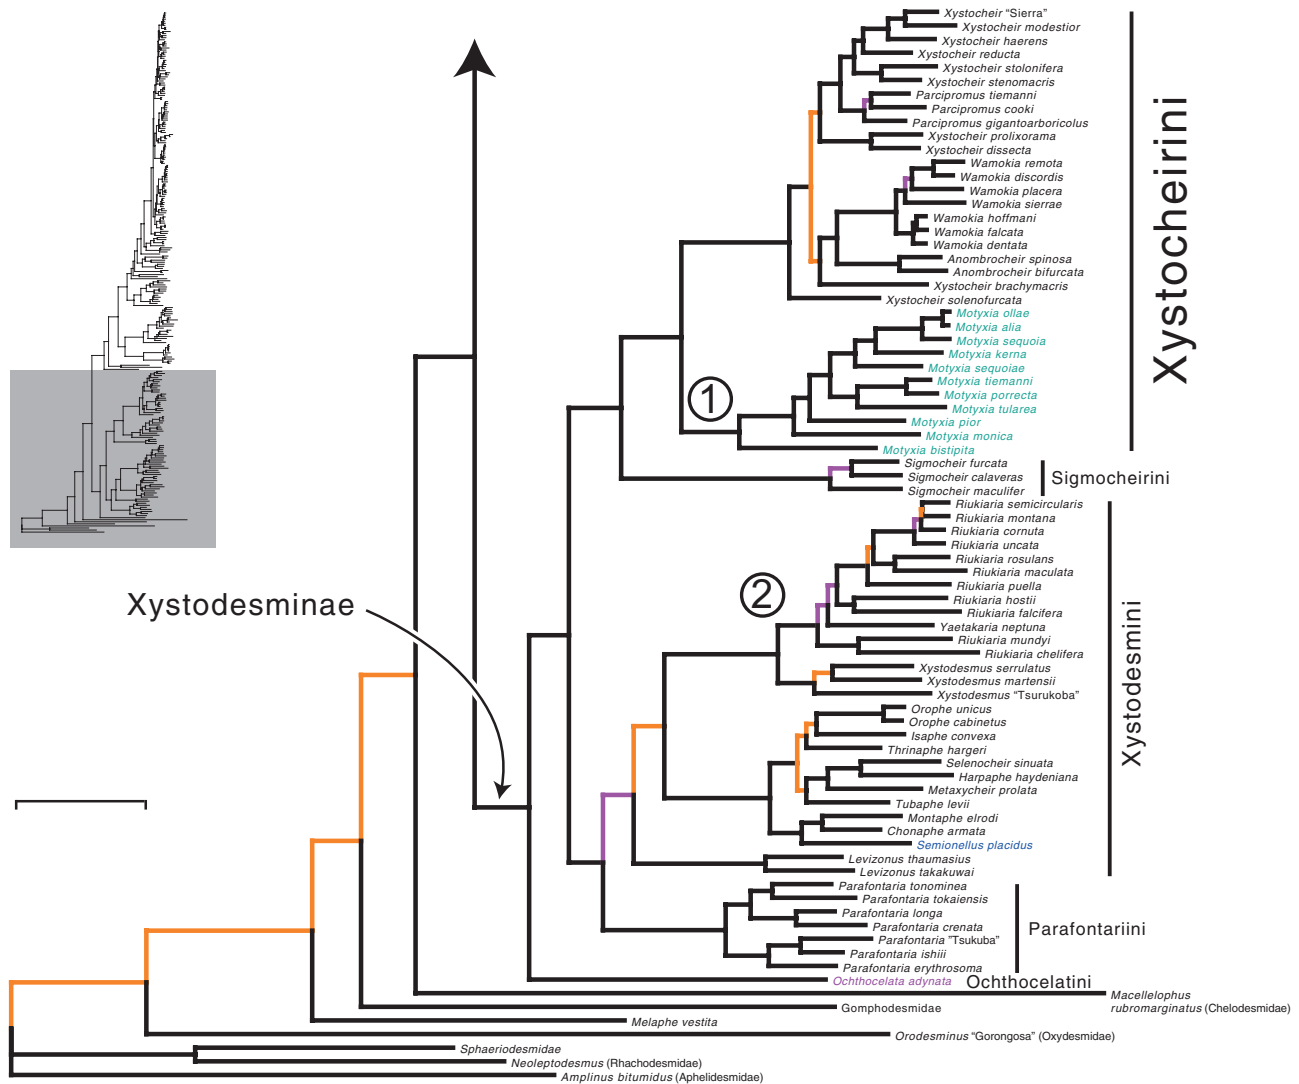 Xystocheir “Sierra”
Xystocheir modestior
Xystocheir haerens
Xystocheir reducta
Xystocheir stolonifera
Xystocheir stenomacris
Parcipromus tiemanni
Parcipromus cooki
Parcipromus gigantoarboricolus
Xystocheir prolixorama
Xystocheir dissecta
Wamokia remota
Wamokia discordis
Wamokia placera
Wamokia sierrae
Wamokia hoffmani
Wamokia falcata
Wamokia dentata
Anombrocheir spinosa
Anombrocheir bifurcata
Xystocheir brachymacris
Xystocheir solenofurcata
Motyxia ollae
Motyxia alia
Motyxia sequoia
Motyxia kerna
Motyxia sequoiae
Motyxia tiemanni
Motyxia porrecta
Motyxia tularea
Motyxia pior
Motyxia monica
Motyxia bistipita
Xystocheirini
1
Sigmocheir furcata
Sigmocheir calaveras
Sigmocheir maculifer
Sigmocheirini
Riukiaria semicircularis
Riukiaria montana
Riukiaria cornuta
Riukiaria uncata
Riukiaria rosulans
Riukiaria maculata
Riukiaria puella
Riukiaria hostii
Riukiaria falcifera
Yaetakaria neptuna
Riukiaria mundyi
Riukiaria chelifera
2
Xystodesminae
Xystodesmus serrulatus
Xystodesmus martensii
Xystodesmus “Tsurukoba”
Orophe unicus
Orophe cabinetus
Isaphe convexa
Thrinaphe hargeri
Selenocheir sinuata
Harpaphe haydeniana
Metaxycheir prolata
Tubaphe levii
Montaphe elrodi
Chonaphe armata
Semionellus placidus
Levizonus thaumasius
Levizonus takakuwai
Xystodesmini
Parafontaria tonominea
Parafontaria tokaiensis
Parafontaria longa
Parafontaria crenata
Parafontaria "Tsukuba"
Parafontaria ishiii
Parafontaria erythrosoma
Parafontariini
Ochthocelata adynata Ochthocelatini
Macellelophus
rubromarginatus (Chelodesmidae)
Gomphodesmidae
Melaphe vestita
Orodesminus “Gorongosa” (Oxydesmidae)
Sphaeriodesmidae
Neoleptodesmus (Rhachodesmidae)
Amplinus bitumidus (Aphelidesmidae)